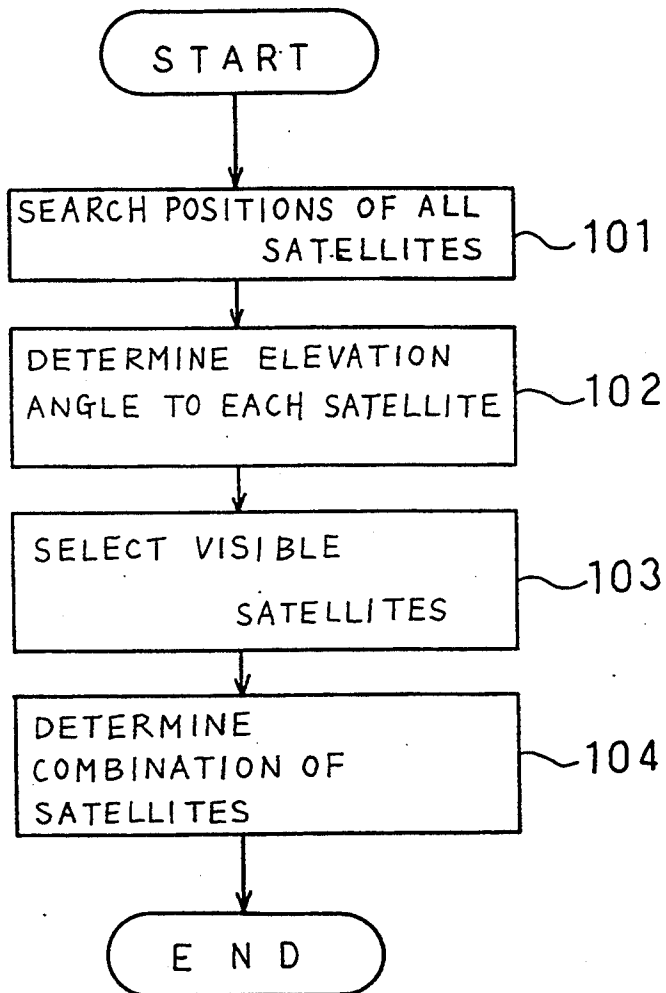 START
SEARCH POSITIONS OF ALL
SATELLITES
101
DETERMINE ELEVATION
ANGLE TO EACH SATELLITE
102
SELECT VISIBLE
SATELLITES
103
DETERMINE
COMBINATION OF
SATELLITES
104
END